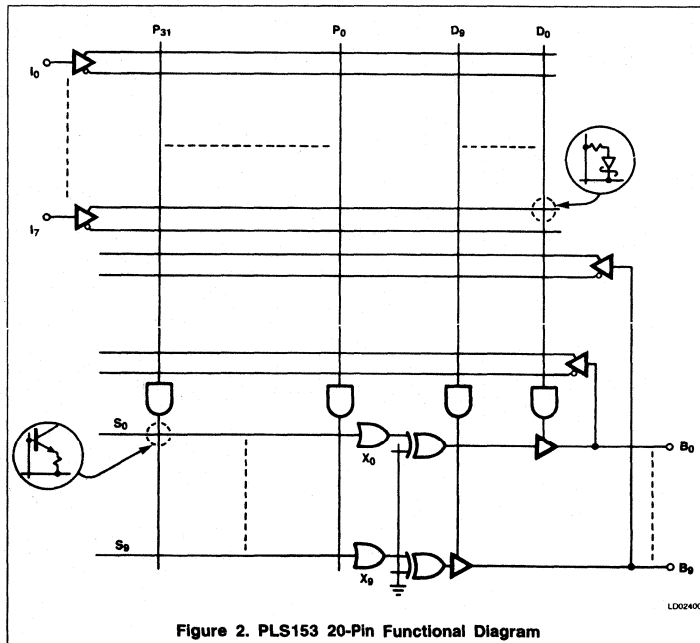 P31 P0 D9 D0
I0
I7
S0
X0
B0
S9
X9
B9
LD02400
Figure 2. PLS153 20-Pin Functional Diagram